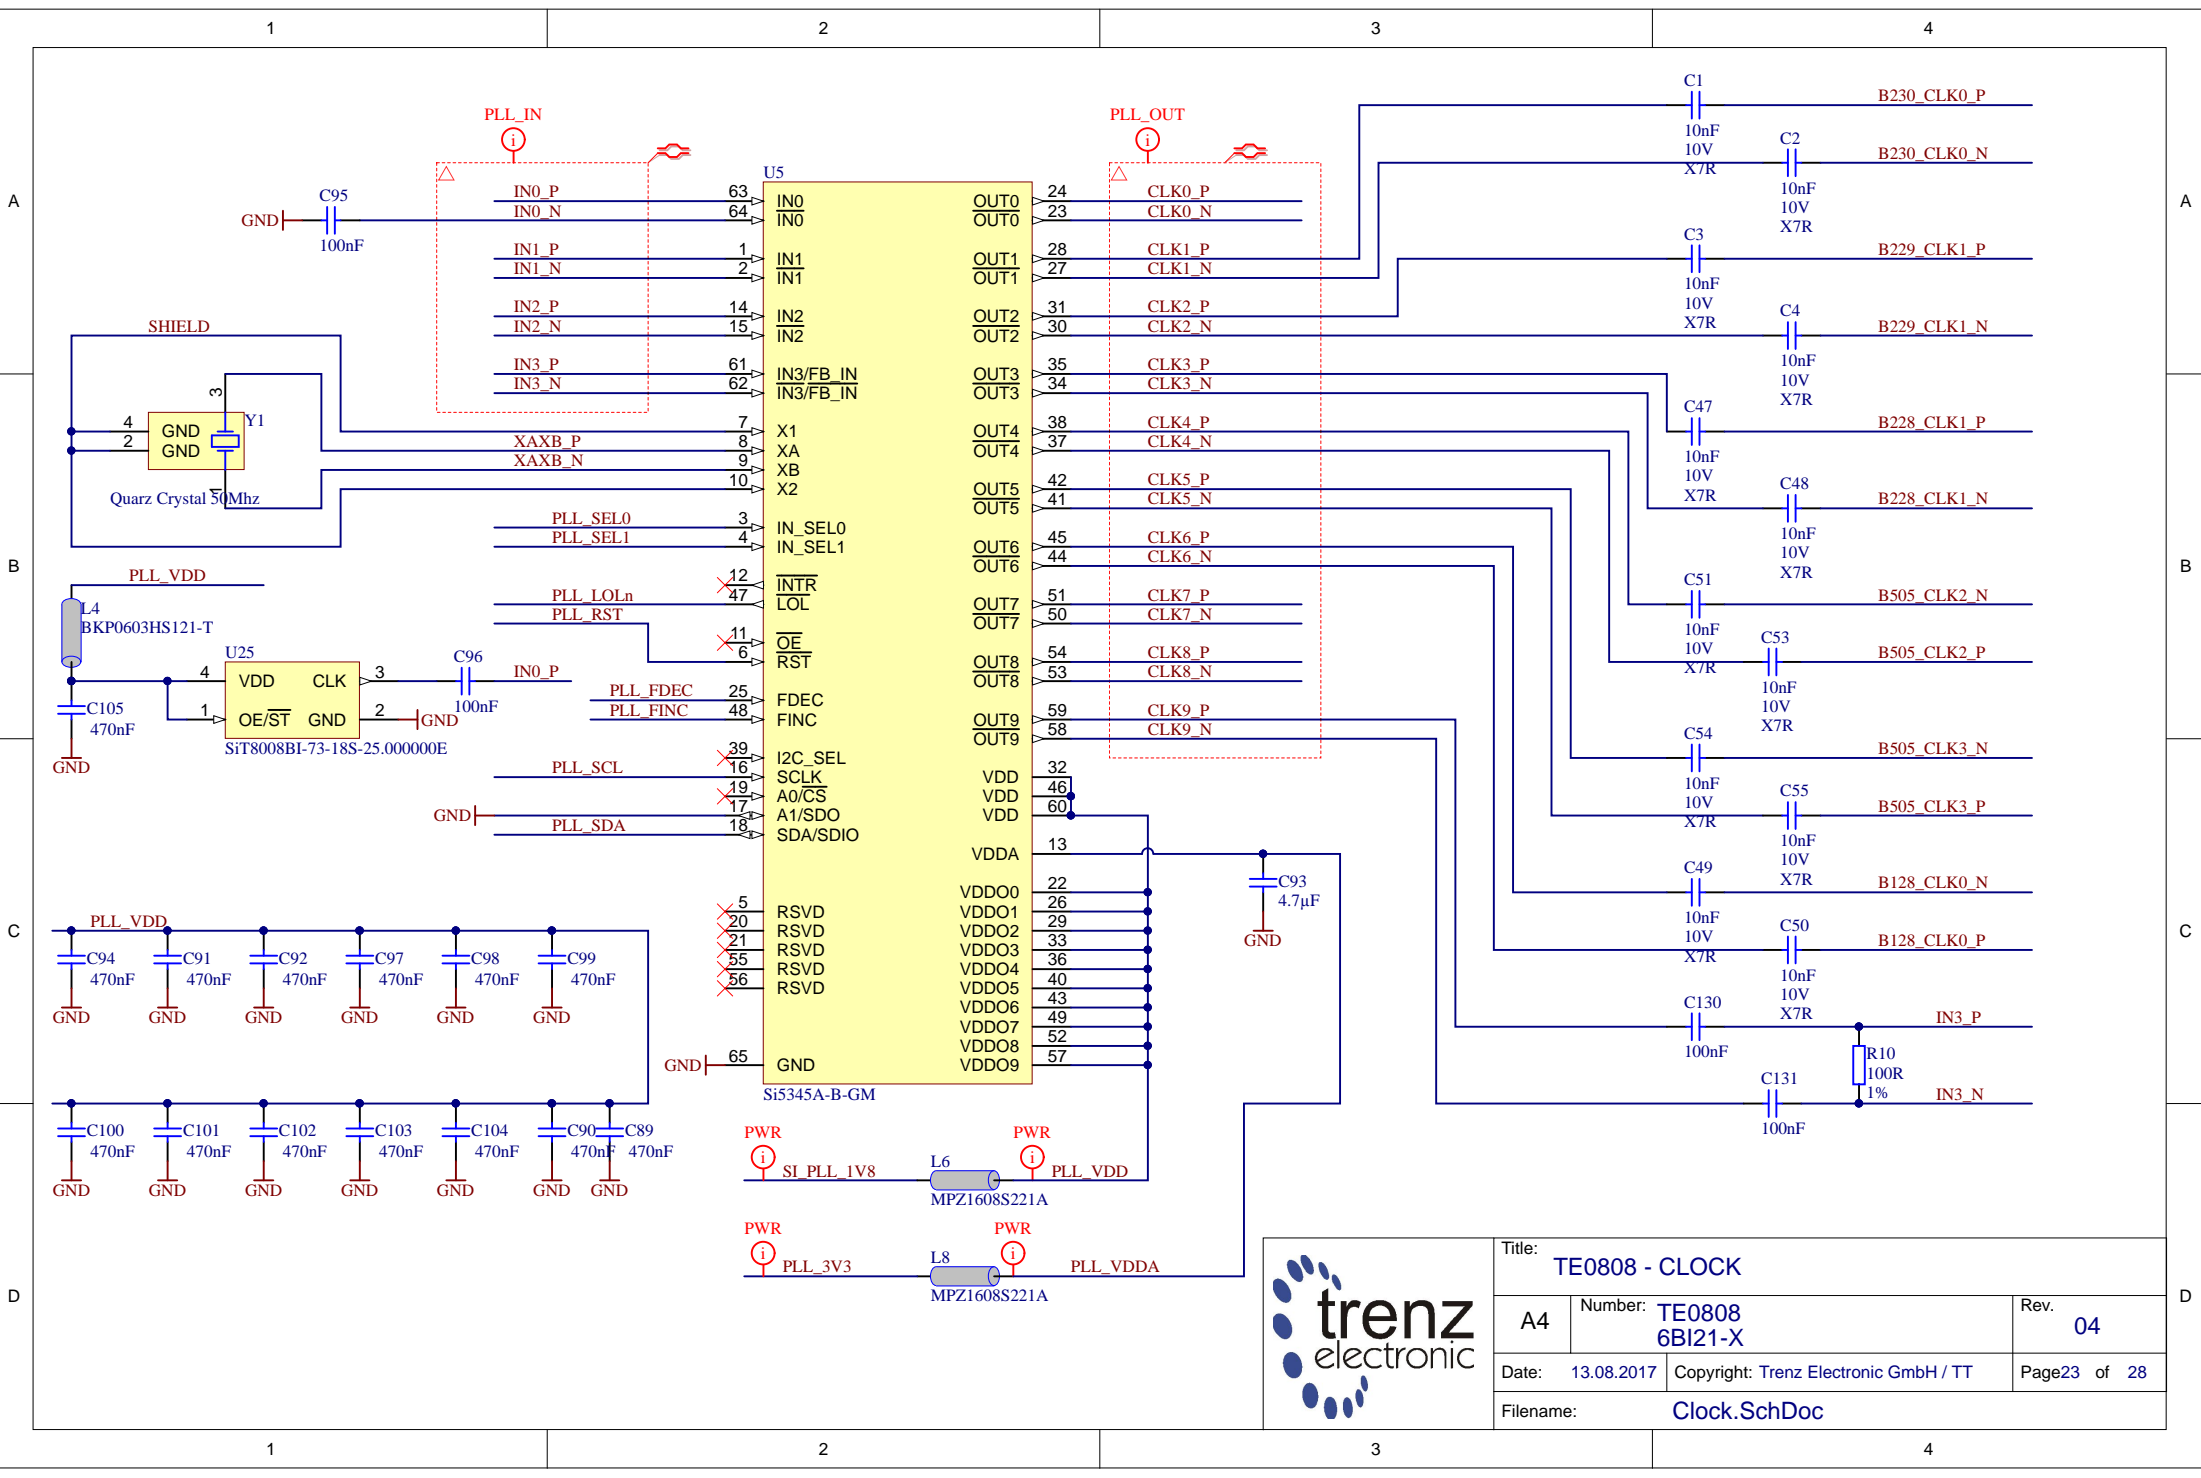 1 2 3 4
A A
B B
C C
D D
1 2 3 4
PLL_IN
i
C95
GND
100nF
IN0_P
IN0_N
IN1_P
IN1_N
IN2_P
IN2_N
IN3_P
IN3_N
SHIELD
3
4 GND
2 GND
Y1
1
Quarz Crystal 50Mhz
XAXB_P
XAXB_N
PLL_SEL0
PLL_SEL1
PLL_LOLn
PLL_RST
PLL_FDEC
PLL_FINC
PLL_SCL
GND
PLL_SDA
PLL_VDD
L4
BKP0603HS121-T
U25
4 VDD CLK 3
1 OE/ST GND 2
GND
SiT8008BI-73-18S-25.000000E
C96
100nF
IN0_P
C105
470nF
GND
PLL_VDD
C94 C91 C92 C97 C98 C99
470nF 470nF 470nF 470nF 470nF 470nF
GND GND GND GND GND GND
C100 C101 C102 C103 C104 C90 C89
470nF 470nF 470nF 470nF 470nF 470nF 470nF
GND GND GND GND GND GND GND
U5
63 IN0
64 IN0
1 IN1
2 IN1
14 IN2
15 IN2
61 IN3/FB_IN
62 IN3/FB_IN
7 X1
8 XA
9 XB
10 X2
3 IN_SEL0
4 IN_SEL1
12 INTR
47 LOL
11 OE
6 RST
25 FDEC
48 FINC
39 I2C_SEL
16 SCLK
19 A0/CS
17 A1/SDO
18 SDA/SDIO
5 RSVD
20 RSVD
21 RSVD
55 RSVD
56 RSVD
GND 65 GND
Si5345A-B-GM
PLL_OUT
i
OUT0 24 CLK0_P
OUT0 23 CLK0_N
OUT1 28 CLK1_P
OUT1 27 CLK1_N
OUT2 31 CLK2_P
OUT2 30 CLK2_N
OUT3 35 CLK3_P
OUT3 34 CLK3_N
OUT4 38 CLK4_P
OUT4 37 CLK4_N
OUT5 42 CLK5_P
OUT5 41 CLK5_N
OUT6 45 CLK6_P
OUT6 44 CLK6_N
OUT7 51 CLK7_P
OUT7 50 CLK7_N
OUT8 54 CLK8_P
OUT8 53 CLK8_N
OUT9 59 CLK9_P
OUT9 58 CLK9_N
VDD 32
VDD 46
VDD 60
VDDA 13
VDDO0 22
VDDO1 26
VDDO2 29
VDDO3 33
VDDO4 36
VDDO5 40
VDDO6 43
VDDO7 49
VDDO8 52
VDDO9 57
C93
4.7µF
GND
PWR
i
SI_PLL_1V8
L6
MPZ1608S221A
PWR
i
PLL_VDD
PWR
i
PLL_3V3
L8
MPZ1608S221A
PWR
i
PLL_VDDA
C1
10nF
10V
X7R
B230_CLK0_P
C2
10nF
10V
X7R
B230_CLK0_N
C3
10nF
10V
X7R
B229_CLK1_P
C4
10nF
10V
X7R
B229_CLK1_N
C47
10nF
10V
X7R
B228_CLK1_P
C48
10nF
10V
X7R
B228_CLK1_N
C51
10nF
10V
X7R
B505_CLK2_N
C53
10nF
10V
X7R
B505_CLK2_P
C54
10nF
10V
X7R
B505_CLK3_N
C55
10nF
10V
X7R
B505_CLK3_P
C49
10nF
10V
X7R
B128_CLK0_N
C50
10nF
10V
X7R
B128_CLK0_P
C130
100nF
IN3_P
R10
100R
1%
C131
100nF
IN3_N
trenz
electronic
Title:
TE0808 - CLOCK
A4
Number: TE0808
6BI21-X
Rev.
04
Date: 13.08.2017
Copyright: Trenz Electronic GmbH / TT
Page23 of 28
Filename: Clock.SchDoc